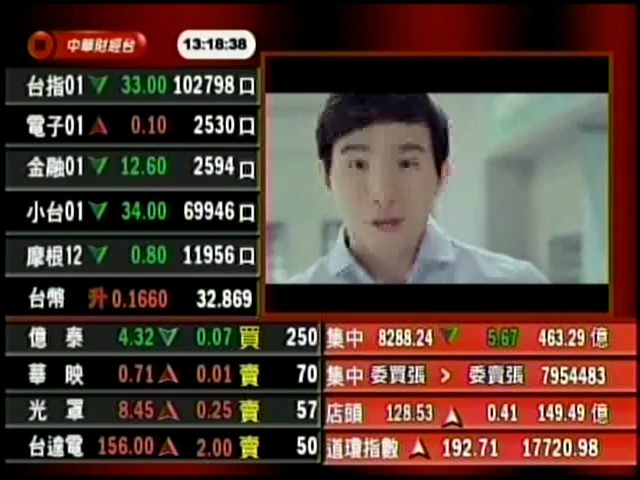 中華財經台 13:18:38
台指01 ▽ 33.00 102798口
電子01 △ 0.10 2530口
金融01 ▽ 12.60 2594口
小台01 ▽ 34.00 69946口
摩根12 ▽ 0.80 11956口
台幣 升 0.1660 32.869
億泰 4.32 ▽ 0.07 買 250 集中 8288.24 ▽ 5.67 463.29 億
華映 0.71 △ 0.01 賣 70 集中 委買張 > 委賣張 7954483
光罩 8.45 △ 0.25 賣 57 店頭 128.53 △ 0.41 149.49 億
台達電 156.00 △ 2.00 賣 50 道瓊指數 △ 192.71 17720.98